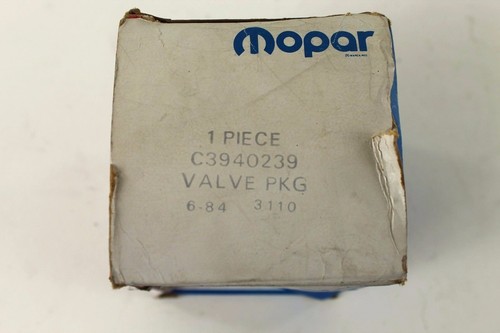 mopar
1 PIECE
C3940239
VALVE PKG
6-84 3110